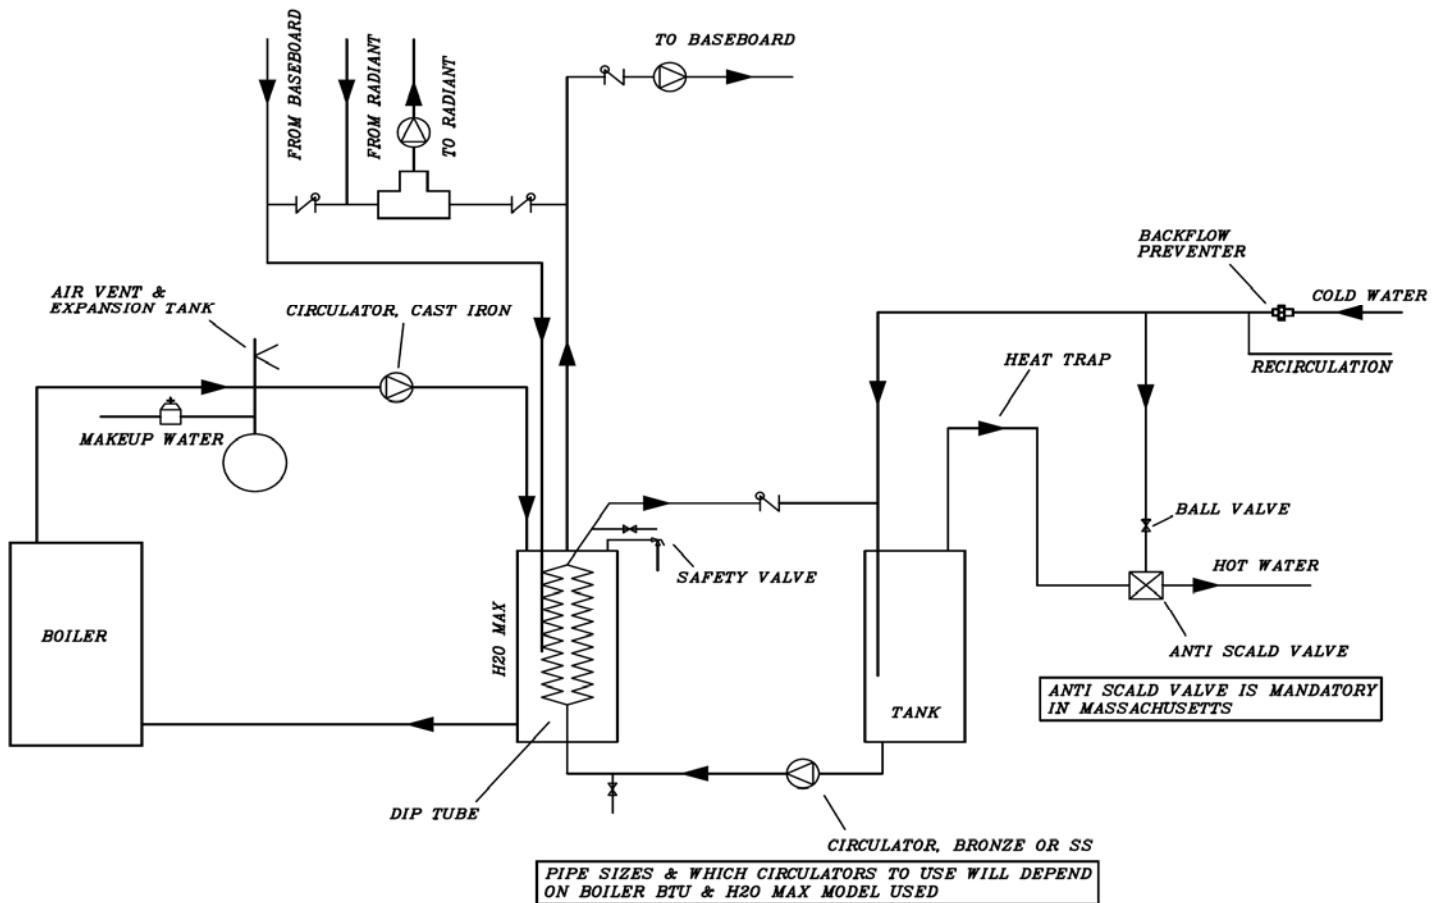 FROM BASEBOARD
FROM RADIANT
TO RADIANT
TO BASEBOARD
BACKFLOW
PREVENTER
COLD WATER
RECIRCULATION
AIR VENT &
EXPANSION TANK
CIRCULATOR, CAST IRON
HEAT TRAP
MAKEUP WATER
BALL VALVE
HOT WATER
SAFETY VALVE
H20 MAX
BOILER
ANTI SCALD VALVE
ANTI SCALD VALVE IS MANDATORY
IN MASSACHUSETTS
TANK
DIP TUBE
CIRCULATOR, BRONZE OR SS
PIPE SIZES & WHICH CIRCULATORS TO USE WILL DEPEND
ON BOILER BTU & H20 MAX MODEL USED